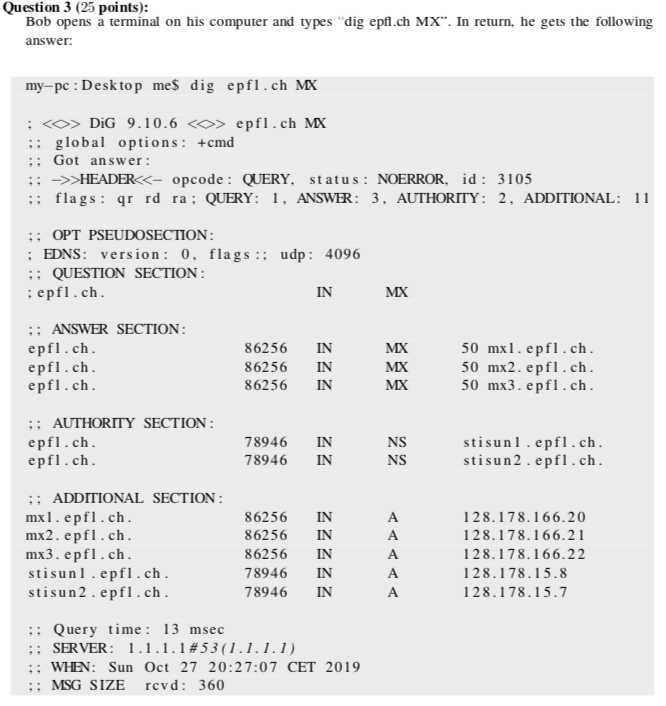 Question 3 (25 points):
Bob opens a terminal on his computer and types “dig epfl.ch MX”. In return, he gets the following
answer:
my−pc:Desktop me$ dig epfl.ch MX
; <<>> DiG 9.10.6 <<>> epfl.ch MX
;; global options: +cmd
;; Got answer:
;; −>>HEADER<<− opcode: QUERY, status: NOERROR, id: 3105
;; flags: qr rd ra; QUERY: 1, ANSWER: 3, AUTHORITY: 2, ADDITIONAL: 11
;; OPT PSEUDOSECTION:
; EDNS: version: 0, flags:; udp: 4096
;; QUESTION SECTION:
;epfl.ch. IN MX
;; ANSWER SECTION:
epfl.ch. 86256 IN MX 50 mx1.epfl.ch.
epfl.ch. 86256 IN MX 50 mx2.epfl.ch.
epfl.ch. 86256 IN MX 50 mx3.epfl.ch.
;; AUTHORITY SECTION:
epfl.ch. 78946 IN NS stisun1.epfl.ch.
epfl.ch. 78946 IN NS stisun2.epfl.ch.
;; ADDITIONAL SECTION:
mx1.epfl.ch. 86256 IN A 128.178.166.20
mx2.epfl.ch. 86256 IN A 128.178.166.21
mx3.epfl.ch. 86256 IN A 128.178.166.22
stisun1.epfl.ch. 78946 IN A 128.178.15.8
stisun2.epfl.ch. 78946 IN A 128.178.15.7
;; Query time: 13 msec
;; SERVER: 1.1.1.1#53(1.1.1.1)
;; WHEN: Sun Oct 27 20:27:07 CET 2019
;; MSG SIZE rcvd: 360